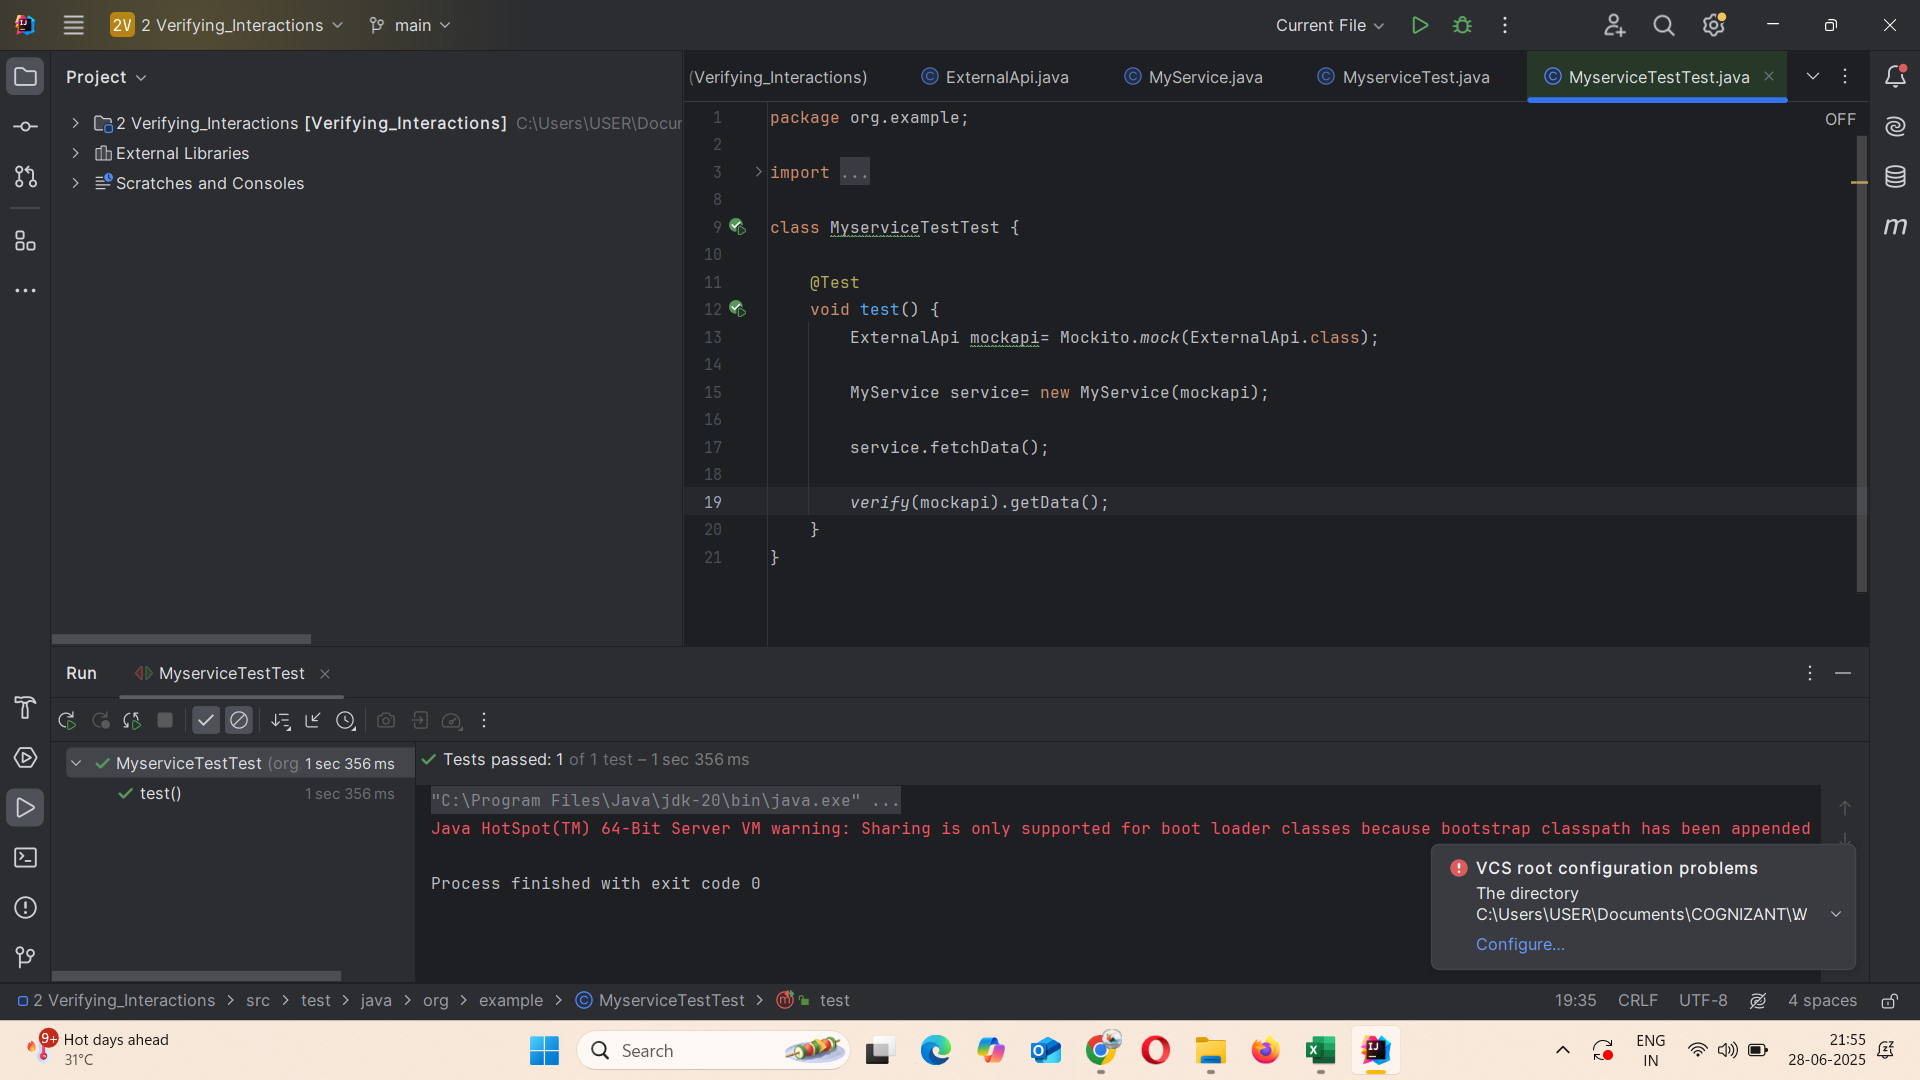 2V 2 Verifying_Interactions main Current File
Project
2 Verifying_Interactions [Verifying_Interactions] C:\Users\USER\Docur
External Libraries
Scratches and Consoles
(Verifying_Interactions) ExternalApi.java MyService.java MyserviceTest.java MyserviceTestTest.java
OFF
1 package org.example;
2
3 import ...
8
9 class MyserviceTestTest {
10
11 @Test
12 void test() {
13 ExternalApi mockapi= Mockito.mock(ExternalApi.class);
14
15 MyService service= new MyService(mockapi);
16
17 service.fetchData();
18
19 verify(mockapi).getData();
20 }
21 }
m
Run MyserviceTestTest
MyserviceTestTest (org. 1 sec 356 ms
test() 1 sec 356 ms
Tests passed: 1 of 1 test – 1 sec 356 ms
"C:\Program Files\Java\jdk-20\bin\java.exe" ...
Java HotSpot(TM) 64-Bit Server VM warning: Sharing is only supported for boot loader classes because bootstrap classpath has been appended
Process finished with exit code 0
VCS root configuration problems
The directory
C:\Users\USER\Documents\COGNIZANT\W
Configure...
2 Verifying_Interactions > src > test > java > org > example > MyserviceTestTest > test
19:35 CRLF UTF-8 4 spaces
9+ Hot days ahead
31°C
Search
ENG
IN
21:55
28-06-2025